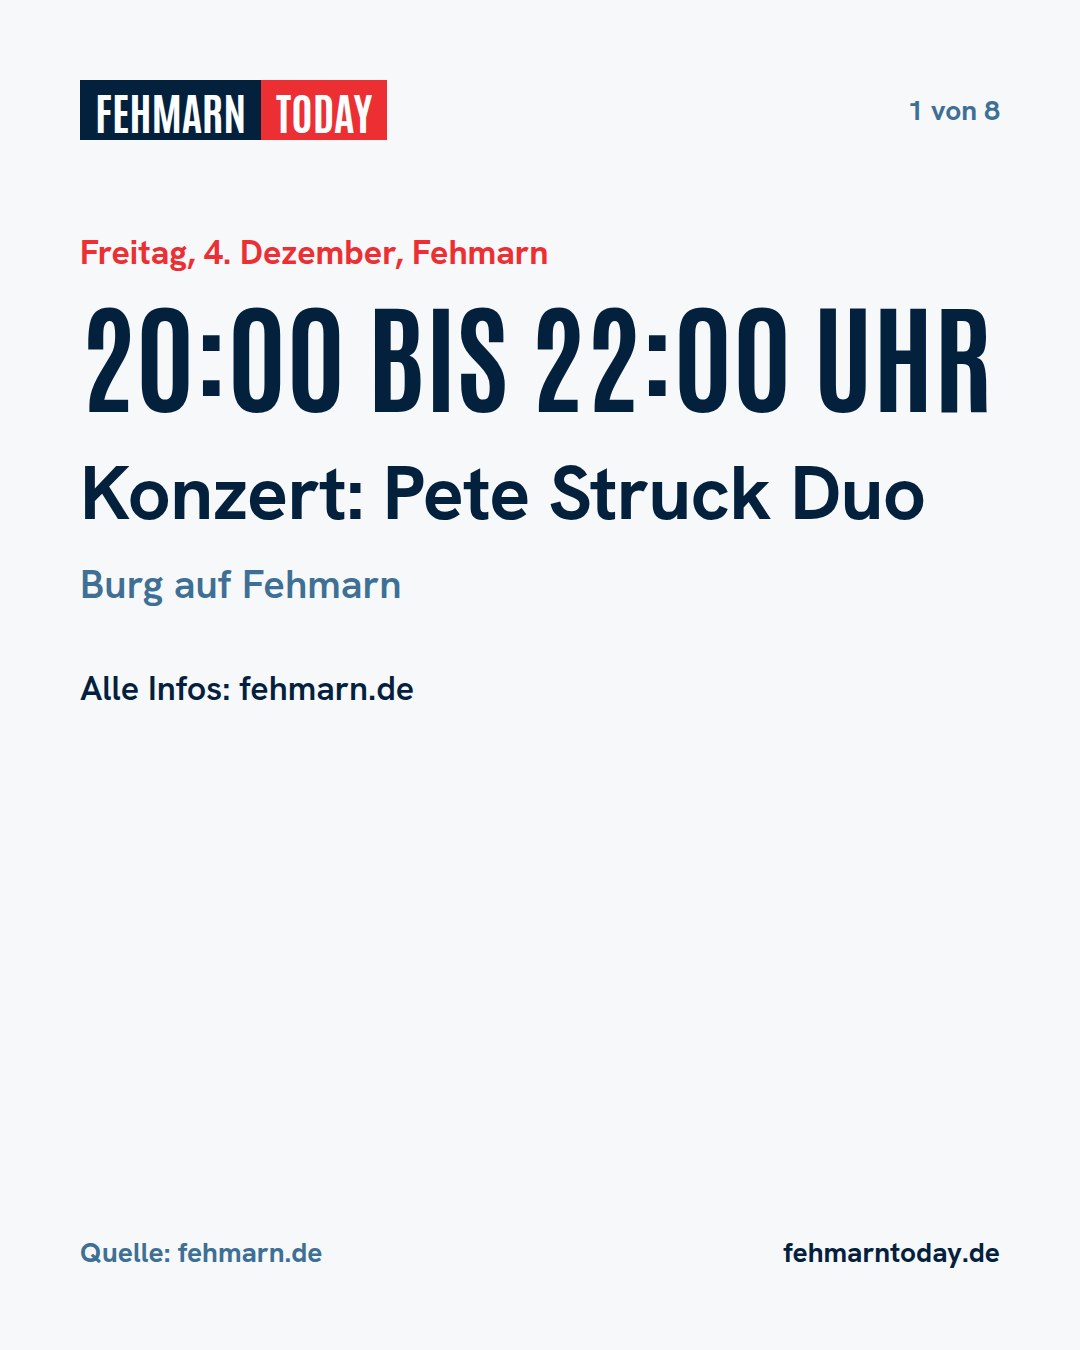 FEHMARN TODAY
1 von 8
Freitag, 4. Dezember, Fehmarn
20:00 BIS 22:00 UHR
Konzert: Pete Struck Duo
Burg auf Fehmarn
Alle Infos: fehmarn.de
Quelle: fehmarn.de
fehmarntoday.de